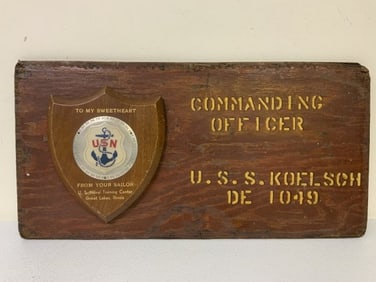 TO MY SWEETHEART
USN
FROM YOUR SAILOR
U. S. Naval Training Center
Great Lakes, Illinois
COMMANDING
OFFICER
U.S.S. KOELSCH
DE 1049